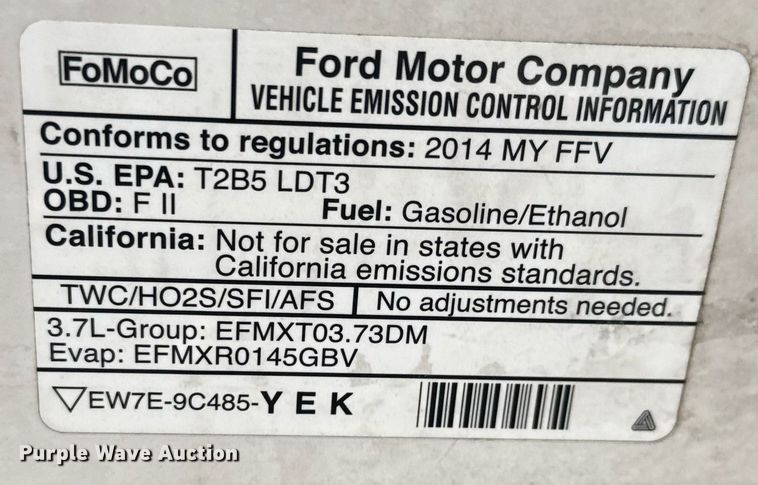 FoMoCo
Ford Motor Company
VEHICLE EMISSION CONTROL INFORMATION
Conforms to regulations: 2014 MY FFV
U.S. EPA: T2B5 LDT3
OBD: F II Fuel: Gasoline/Ethanol
California: Not for sale in states with
California emissions standards.
TWC/HO2S/SFI/AFS No adjustments needed.
3.7L-Group: EFMXT03.73DM
Evap: EFMXR0145GBV
EW7E-9C485-Y E K
Purple Wave Auction